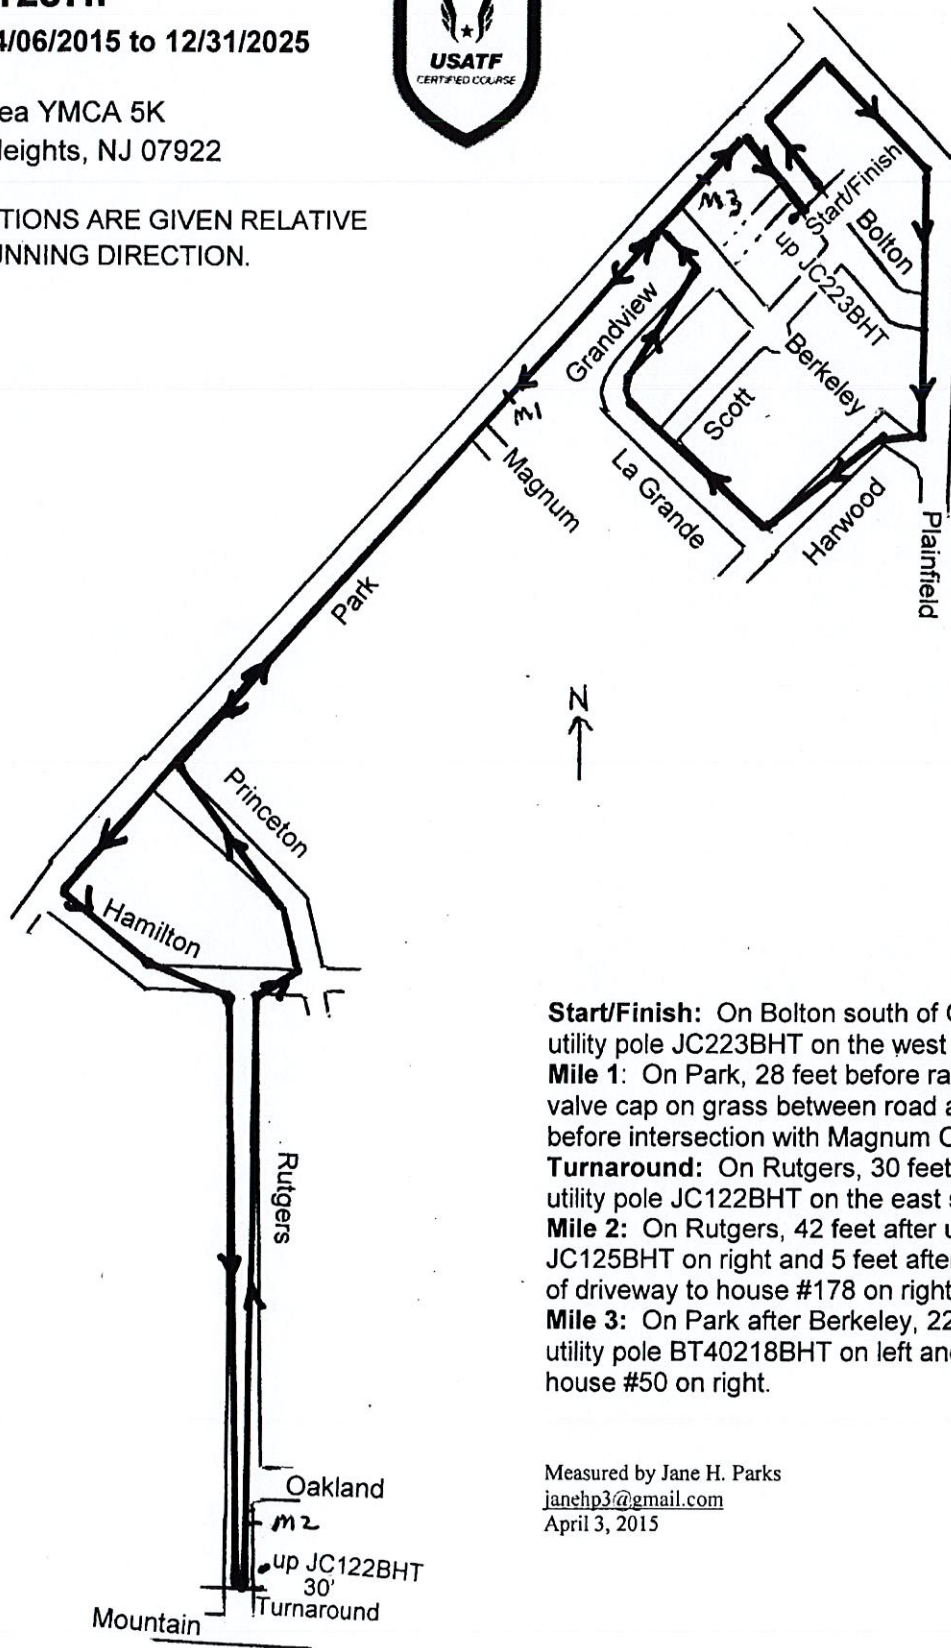 4/06/2015 to 12/31/2025
USATF
CERTIFIED COURSE
ea YMCA 5K
Heights, NJ 07922
TIONS ARE GIVEN RELATIVE
UNNING DIRECTION.
M3
Start/Finish
Bolton
up JC223BHT
Grandview
Berkeley
M1
Scott
Magnum
La Grande
Harwood
Plainfield
Park
N
Princeton
Hamilton
Rutgers
Start/Finish: On Bolton south of
utility pole JC223BHT on the west
Mile 1: On Park, 28 feet before ra
valve cap on grass between road a
before intersection with Magnum C
Turnaround: On Rutgers, 30 feet
utility pole JC122BHT on the east s
Mile 2: On Rutgers, 42 feet after u
JC125BHT on right and 5 feet afte
of driveway to house #178 on right
Mile 3: On Park after Berkeley, 22
utility pole BT40218BHT on left an
house #50 on right.
Oakland
M2
up JC122BHT
30'
Turnaround
Mountain
Measured by Jane H. Parks
janehp3@gmail.com
April 3, 2015